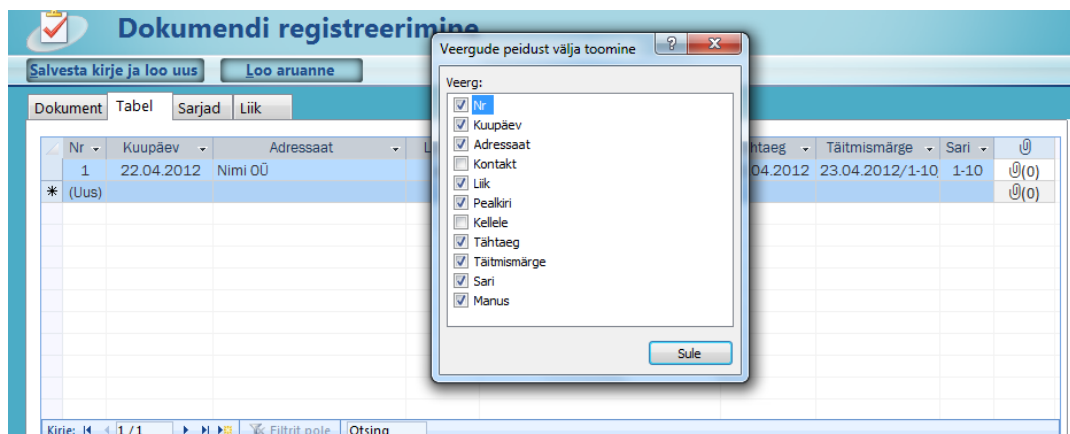 Dokumendi registreerimine
Salvesta kirje ja loo uus Loo aruanne
Dokument Tabel Sarjad Liik
Nr Kuupäev Adressaat Täitmismärge Sari
1 22.04.2012 Nimi OÜ 04.2012 23.04.2012/1-10 1-10 (0)
(Uus) (0)
Veergude peidust välja toomine
Veerg:
Nr
Kuupäev
Adressaat
Kontakt
Liik
Pealkiri
Kellele
Tähtaeg
Täitmismärge
Sari
Manus
Sule
Kirje: 1 / 1 Filtrit pole Otsing